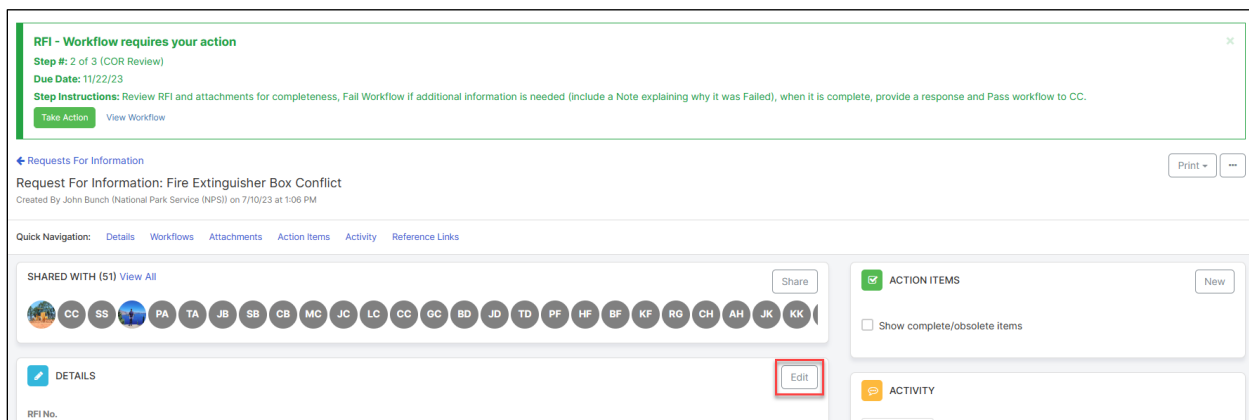 RFI - Workflow requires your action
×
Step #: 2 of 3 (COR Review)
Due Date: 11/22/23
Step Instructions: Review RFI and attachments for completeness, Fail Workflow if additional information is needed (include a Note explaining why it was Failed), when it is complete, provide a response and Pass workflow to CC.
Take Action View Workflow
Requests For Information
Print
Request For Information: Fire Extinguisher Box Conflict
Created By John Bunch (National Park Service (NPS)) on 7/10/23 at 1:06 PM
Quick Navigation: Details Workflows Attachments Action Items Activity Reference Links
SHARED WITH (51) View All
Share
CC SS PA TA JB SB CB MC JC LC CC GC BD JD TD PF HF BF KF RG CH AH JK KK
ACTION ITEMS
New
Show complete/obsolete items
DETAILS
Edit
RFI No.
ACTIVITY